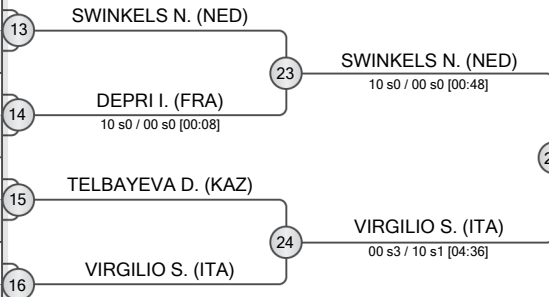 SWINKELS N. (NED)
13
23
SWINKELS N. (NED)
10 s0 / 00 s0 [00:48]
DEPRI I. (FRA)
14
10 s0 / 00 s0 [00:08]
TELBAYEVA D. (KAZ)
15
24
VIRGILIO S. (ITA)
00 s3 / 10 s1 [04:36]
VIRGILIO S. (ITA)
16